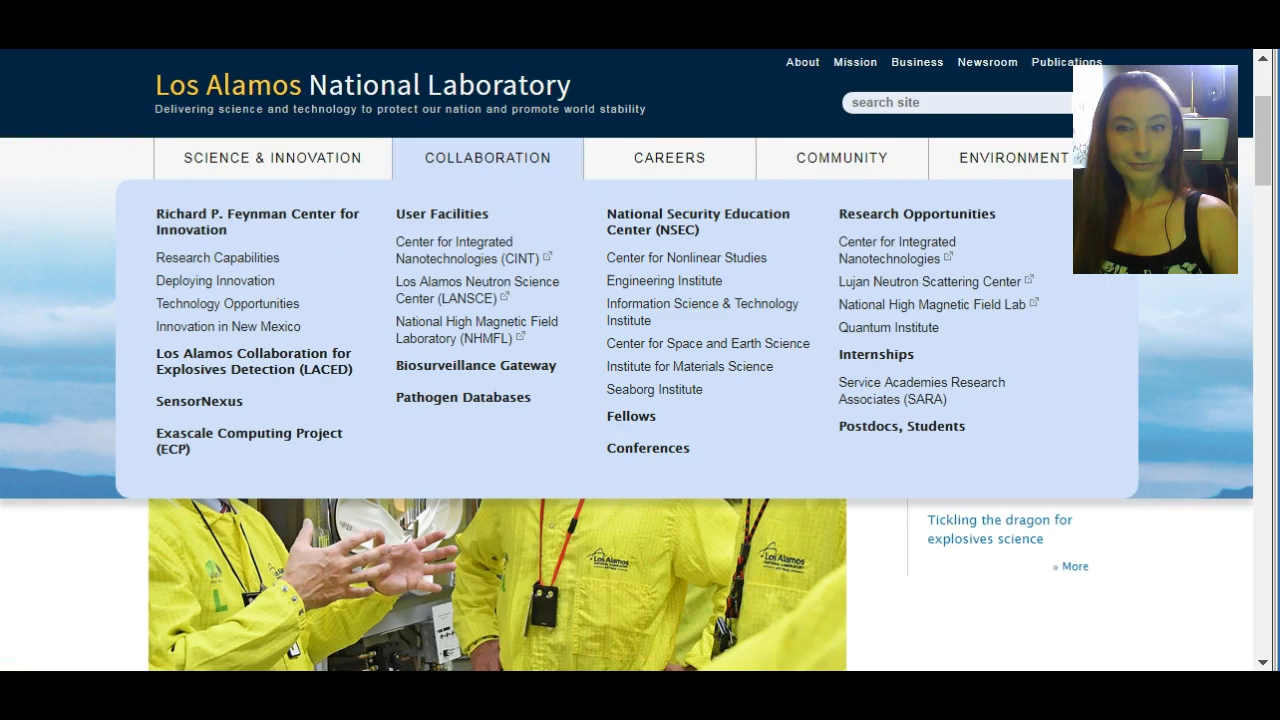 About Mission Business Newsroom Publications
Los Alamos National Laboratory
Delivering science and technology to protect our nation and promote world stability
search site
SCIENCE & INNOVATION COLLABORATION CAREERS COMMUNITY ENVIRONMENT
Richard P. Feynman Center for
Innovation
Research Capabilities
Deploying Innovation
Technology Opportunities
Innovation in New Mexico
Los Alamos Collaboration for
Explosives Detection (LACED)
SensorNexus
Exascale Computing Project
(ECP)
User Facilities
Center for Integrated
Nanotechnologies (CINT)
Los Alamos Neutron Science
Center (LANSCE)
National High Magnetic Field
Laboratory (NHMFL)
Biosurveillance Gateway
Pathogen Databases
National Security Education
Center (NSEC)
Center for Nonlinear Studies
Engineering Institute
Information Science & Technology
Institute
Center for Space and Earth Science
Institute for Materials Science
Seaborg Institute
Fellows
Conferences
Research Opportunities
Center for Integrated
Nanotechnologies
Lujan Neutron Scattering Center
National High Magnetic Field Lab
Quantum Institute
Internships
Service Academies Research
Associates (SARA)
Postdocs, Students
Tickling the dragon for
explosives science
» More
Los Alamos
Los Alamos